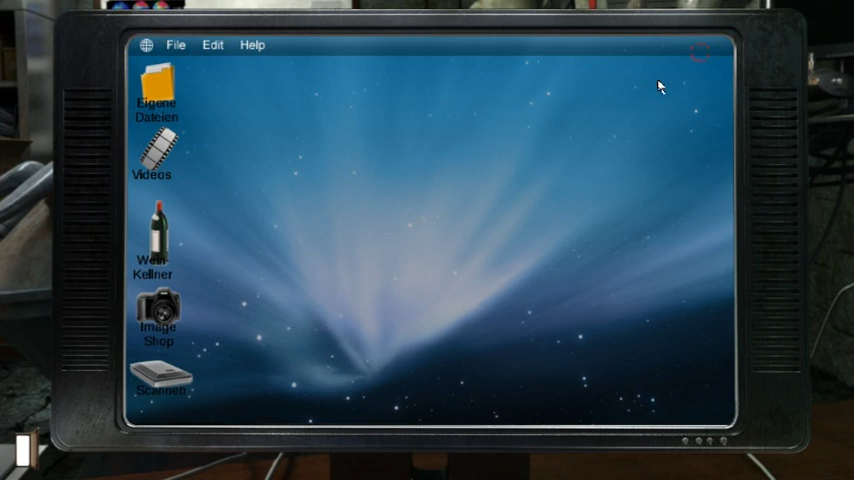 File Edit Help
Eigene
Dateien
Videos
Wein-
Kellner
Image
Shop
Scannen